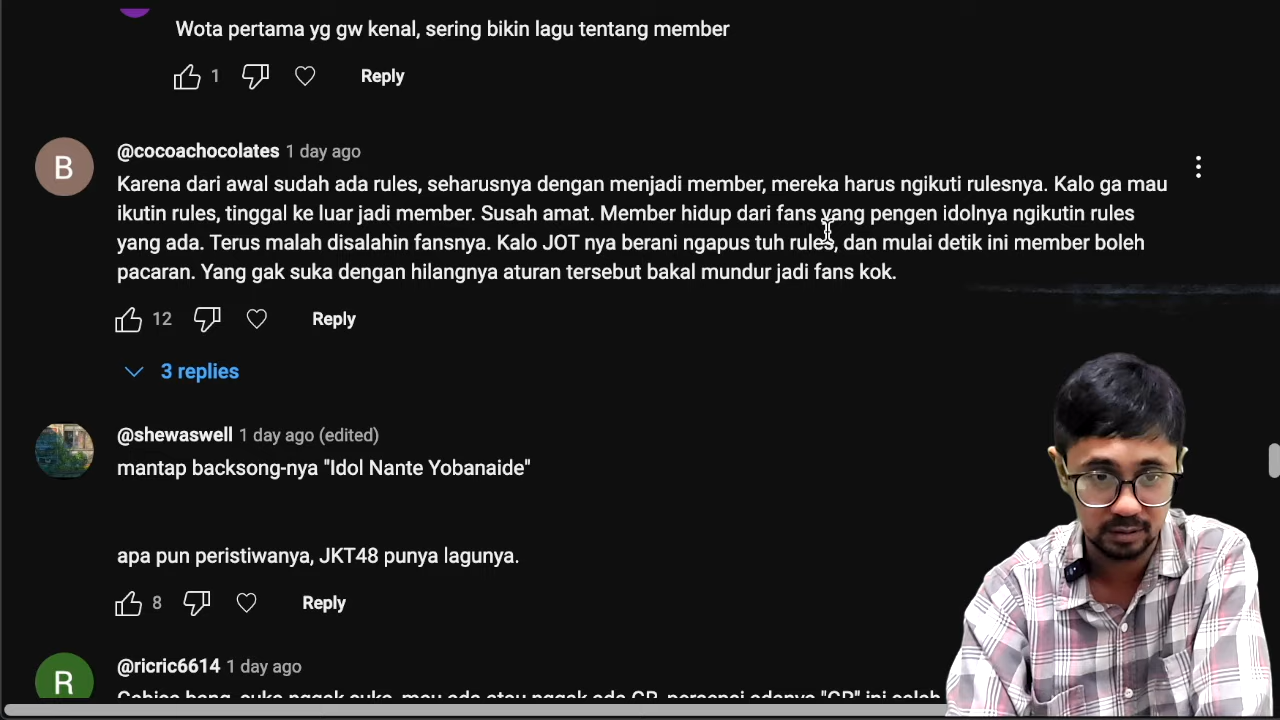 Wota pertama yg gw kenal, sering bikin lagu tentang member
1
Reply
B
@cocoachocolates 1 day ago
Karena dari awal sudah ada rules, seharusnya dengan menjadi member, mereka harus ngikuti rulesnya. Kalo ga mau
ikutin rules, tinggal ke luar jadi member. Susah amat. Member hidup dari fans yang pengen idolnya ngikutin rules
yang ada. Terus malah disalahin fansnya. Kalo JOT nya berani ngapus tuh rules, dan mulai detik ini member boleh
pacaran. Yang gak suka dengan hilangnya aturan tersebut bakal mundur jadi fans kok.
12
Reply
3 replies
@shewaswell 1 day ago (edited)
mantap backsong-nya "Idol Nante Yobanaide"
apa pun peristiwanya, JKT48 punya lagunya.
8
Reply
R
@ricric6614 1 day ago